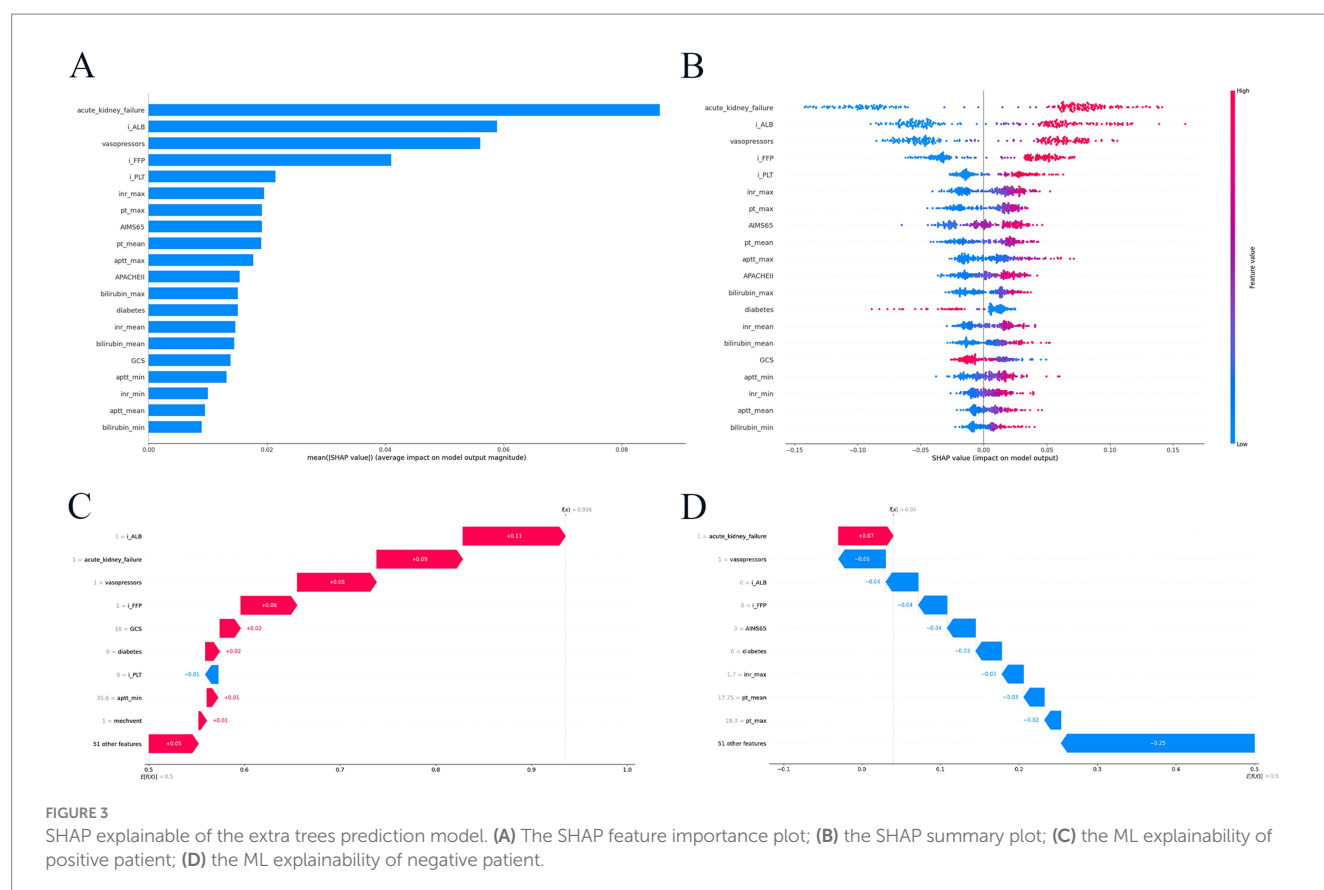 A
acute_kidney_failure
i_ALB
vasopressors
i_FFP
i_PLT
inr_max
pt_max
AIMS65
pt_mean
aptt_max
APACHEII
bilirubin_max
diabetes
inr_mean
bilirubin_mean
GCS
aptt_min
inr_min
aptt_mean
bilirubin_min
0.00 0.02 0.04 0.06 0.08
mean(|SHAP value|) (average impact on model output magnitude)
B
High
acute_kidney_failure
i_ALB
vasopressors
i_FFP
i_PLT
inr_max
pt_max
AIMS65
pt_mean
aptt_max
APACHEII
bilirubin_max
diabetes
inr_mean
bilirubin_mean
GCS
aptt_min
inr_min
aptt_mean
bilirubin_min
Feature value
Low
−0.15 −0.10 −0.05 0.00 0.05 0.10 0.15
SHAP value (impact on model output)
C
f(x) = 0.936
1 = i_ALB +0.11
1 = acute_kidney_failure +0.09
1 = vasopressors +0.08
1 = i_FFP +0.06
= GCS +0.02
0 = diabetes +0.02
0 = i_PLT −0.01
35.6 = aptt_min +0.01
1 = mechvent +0.01
51 other features +0.05
0.5 0.6 0.7 0.8 0.9 1.0
E[f(X)] = 0.5
D
f(x) = 0.04
1 = acute_kidney_failure +0.07
1 = vasopressors −0.06
0 = i_ALB −0.04
0 = i_FFP −0.04
3 = AIMS65 −0.04
0 = diabetes −0.03
1.7 = inr_max −0.03
17.75 = pt_mean −0.03
18.3 = pt_max −0.02
51 other features −0.25
−0.1 0.0 0.1 0.2 0.3 0.4 0.5
E[f(X)] = 0.5
FIGURE 3
SHAP explainable of the extra trees prediction model. (A) The SHAP feature importance plot; (B) the SHAP summary plot; (C) the ML explainability of
positive patient; (D) the ML explainability of negative patient.